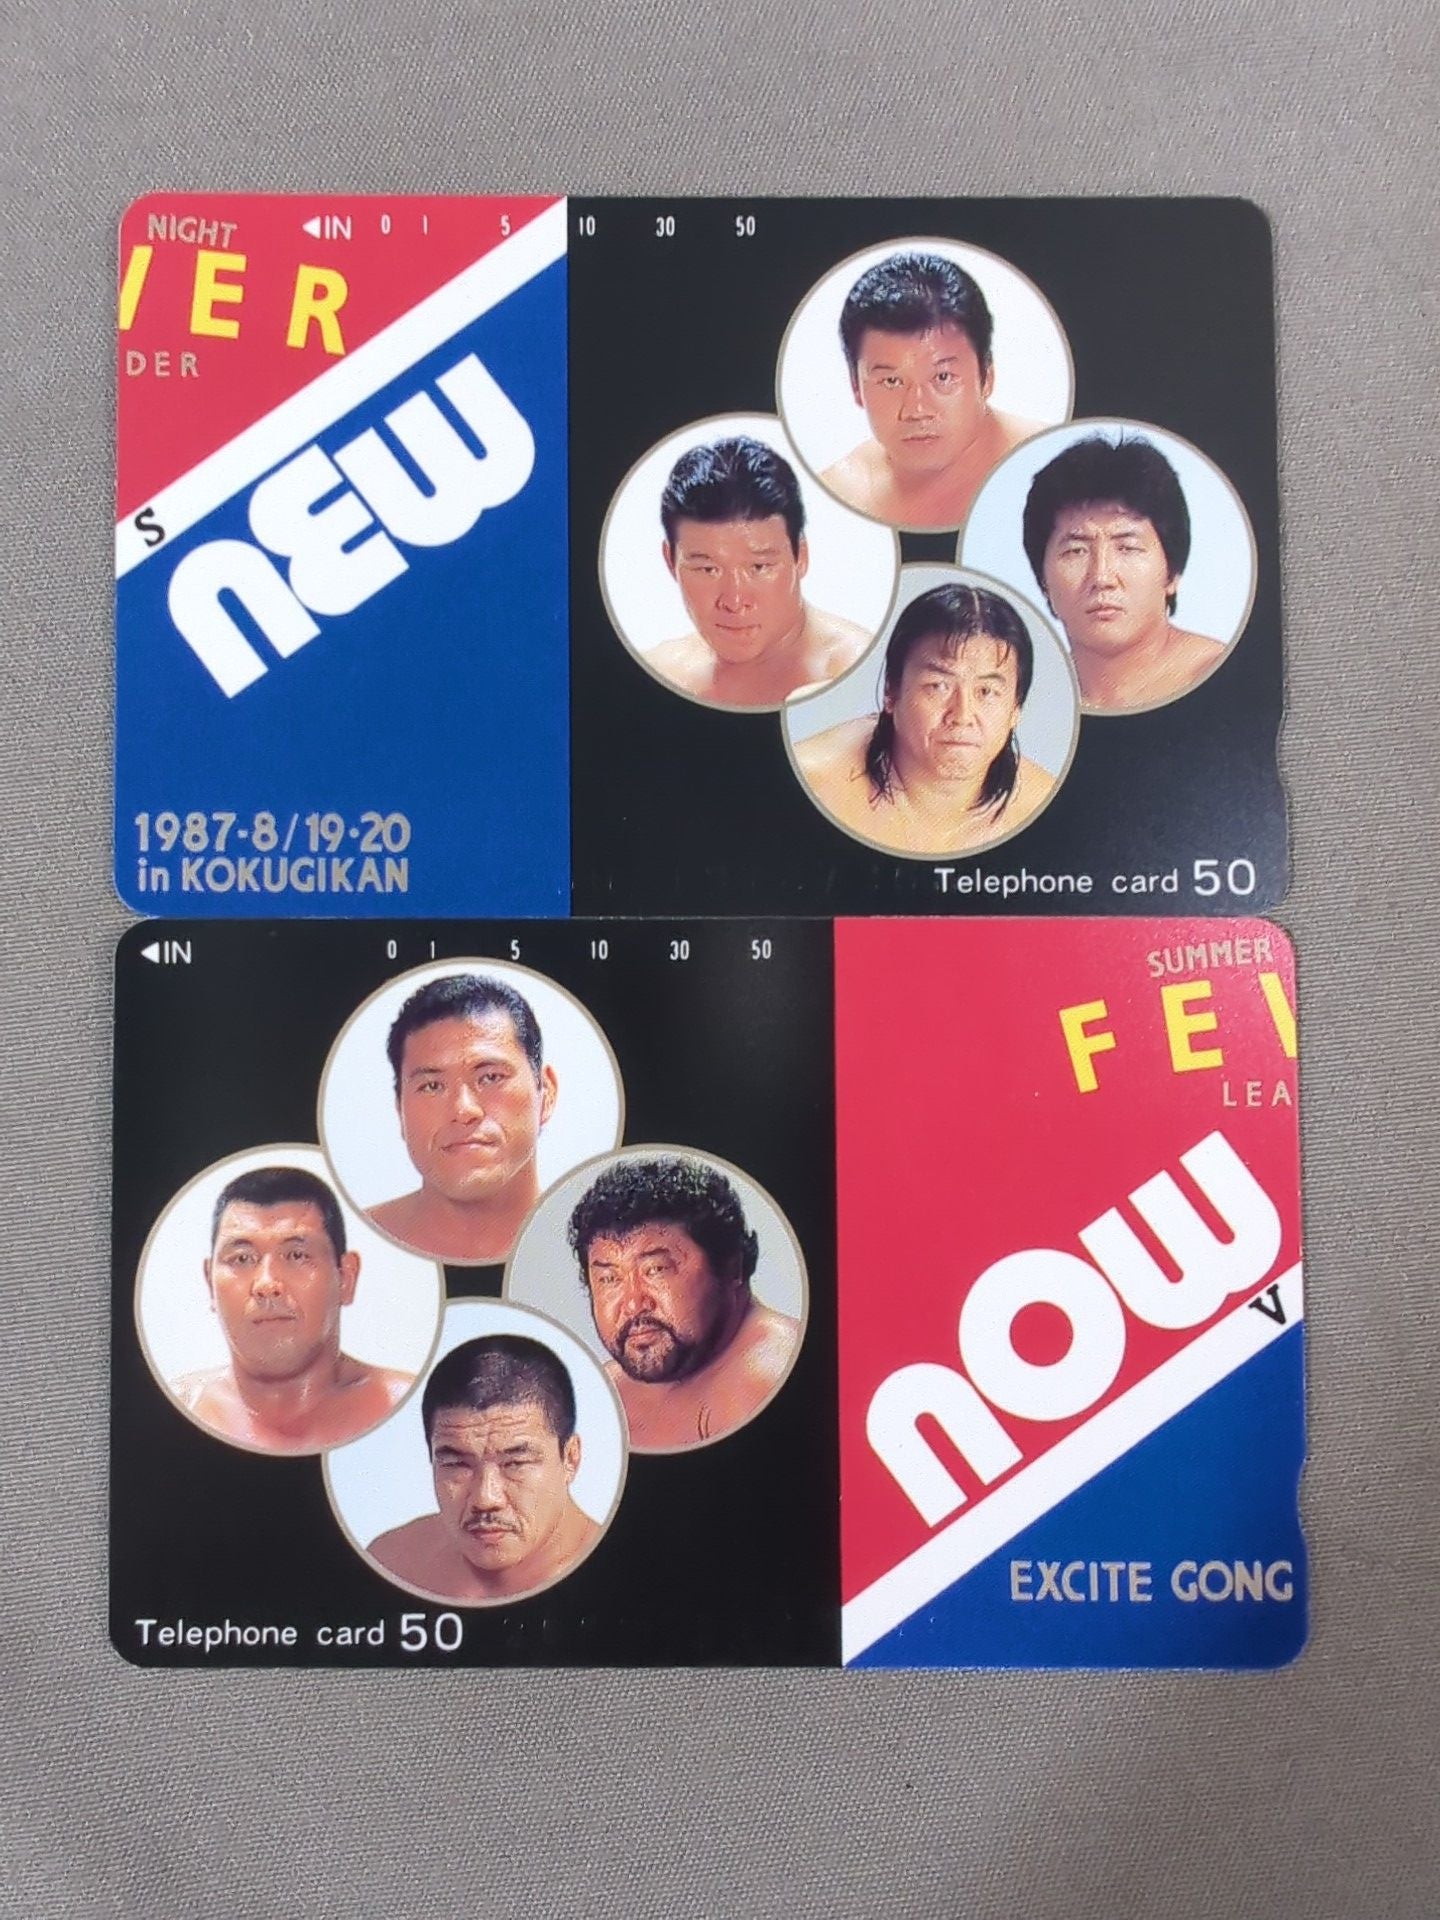 NIGHT
◀IN 0 1 5 10 30 50
VER
DER
S
new
1987-8/19·20
in KOKUGIKAN
Telephone card 50
◀IN 0 1 5 10 30 50
SUMMER
FEV
LEA
now
V
EXCITE GONG
Telephone card 50